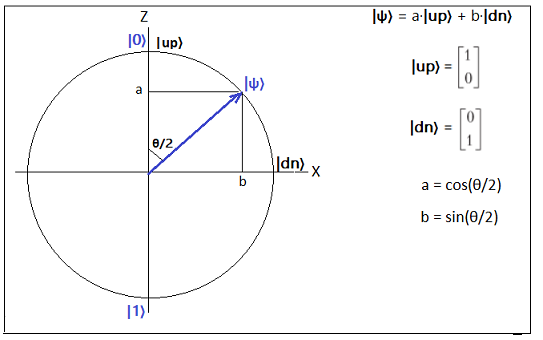 Z
|0⟩ |up⟩
a
|ψ⟩
θ/2
|dn⟩ X
b
|1⟩
|ψ⟩ = a·|up⟩ + b·|dn⟩
|up⟩ = [1
0]
|dn⟩ = [0
1]
a = cos(θ/2)
b = sin(θ/2)